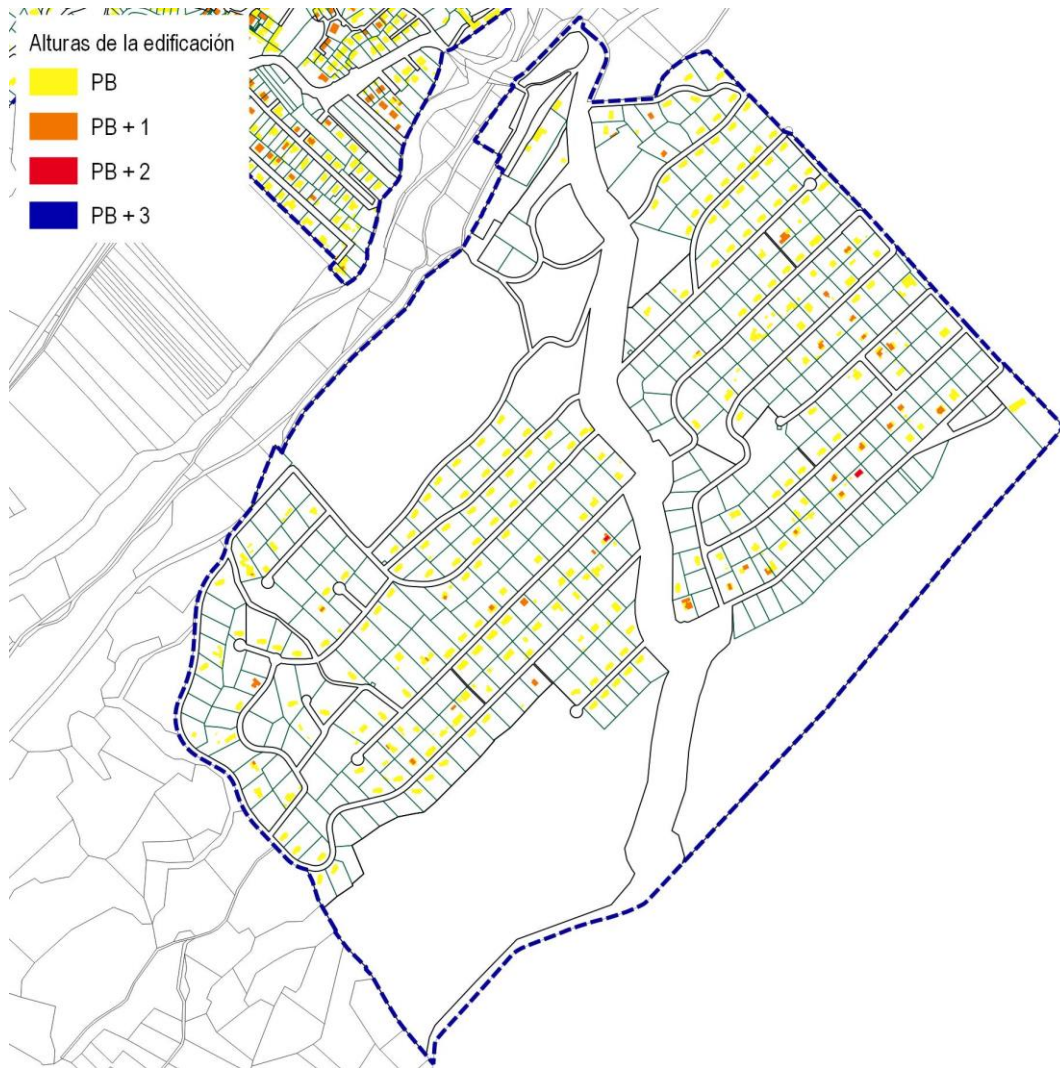 Alturas de la edificación
PB
PB + 1
PB + 2
PB + 3